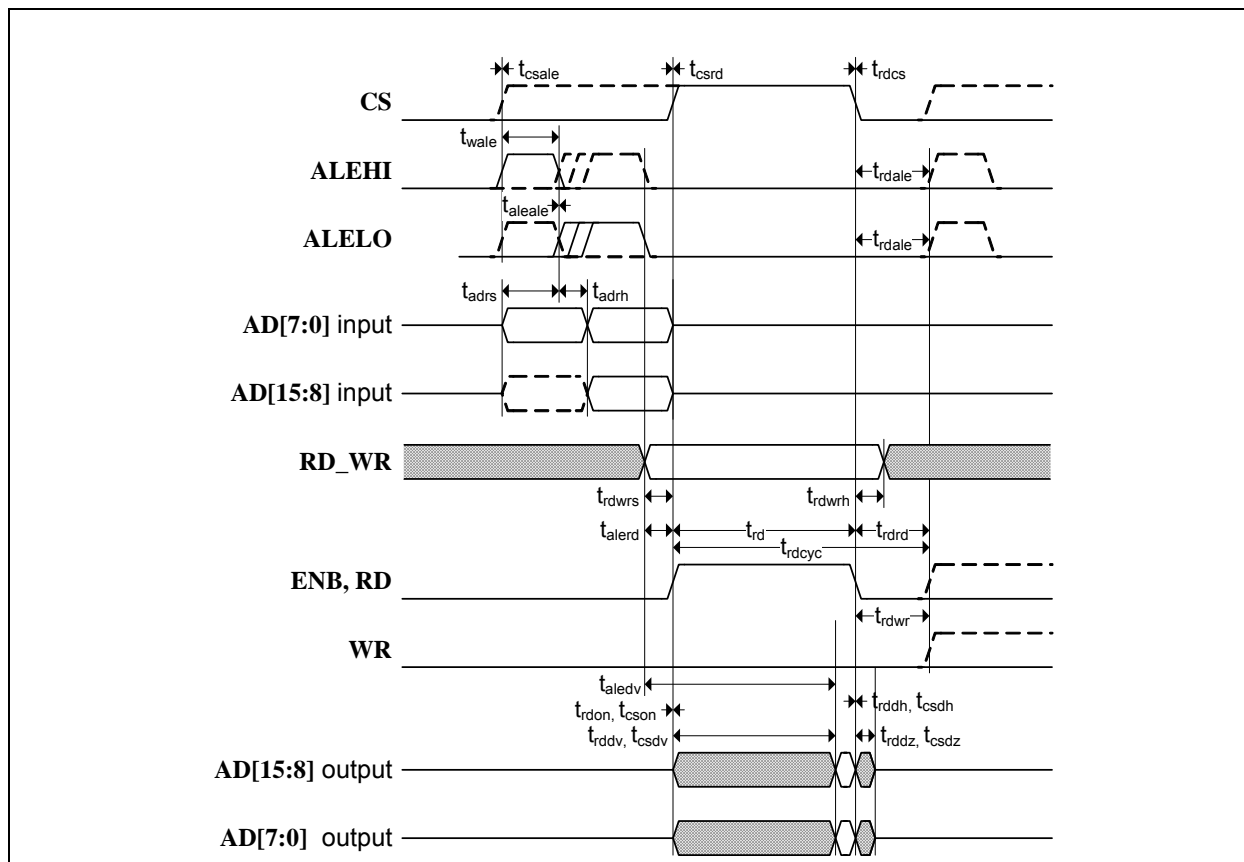 tcsale tcsrd trdcs
CS
twale
ALEHI trdale
taleale
ALELO trdale
tadrs tadrh
AD[7:0] input
AD[15:8] input
RD_WR
trdwrs trdwrh
talerd trd trdrd
trdcyc
ENB, RD
trdwr
WR
taledv
trdon, tcson trddh, tcsdh
trddv, tcsdv trddz, tcsdz
AD[15:8] output
AD[7:0] output